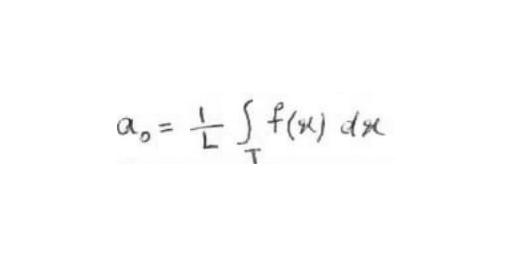 a₀ = 1/L ∫_T f(x) dx